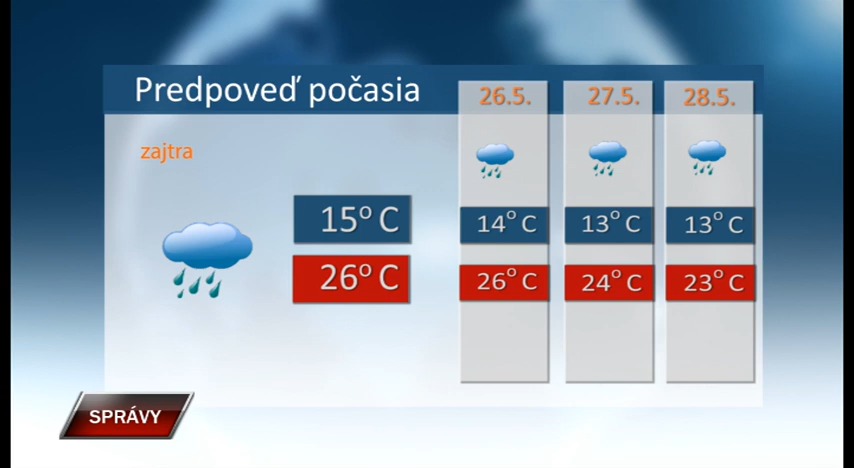 Predpoveď počasia
zajtra
15° C
26° C
26.5.
14° C
26° C
27.5.
13° C
24° C
28.5.
13° C
23° C
SPRÁVY